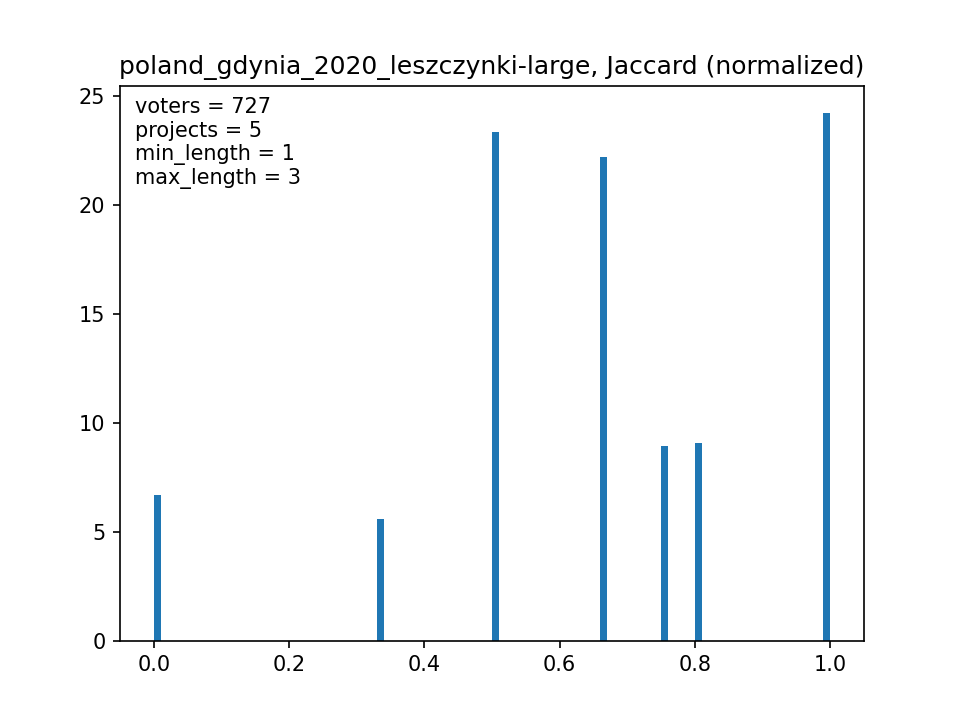 poland_gdynia_2020_leszczynki-large, Jaccard (normalized)
voters = 727
projects = 5
min_length = 1
max_length = 3
25
20
15
10
5
0
0.0 0.2 0.4 0.6 0.8 1.0